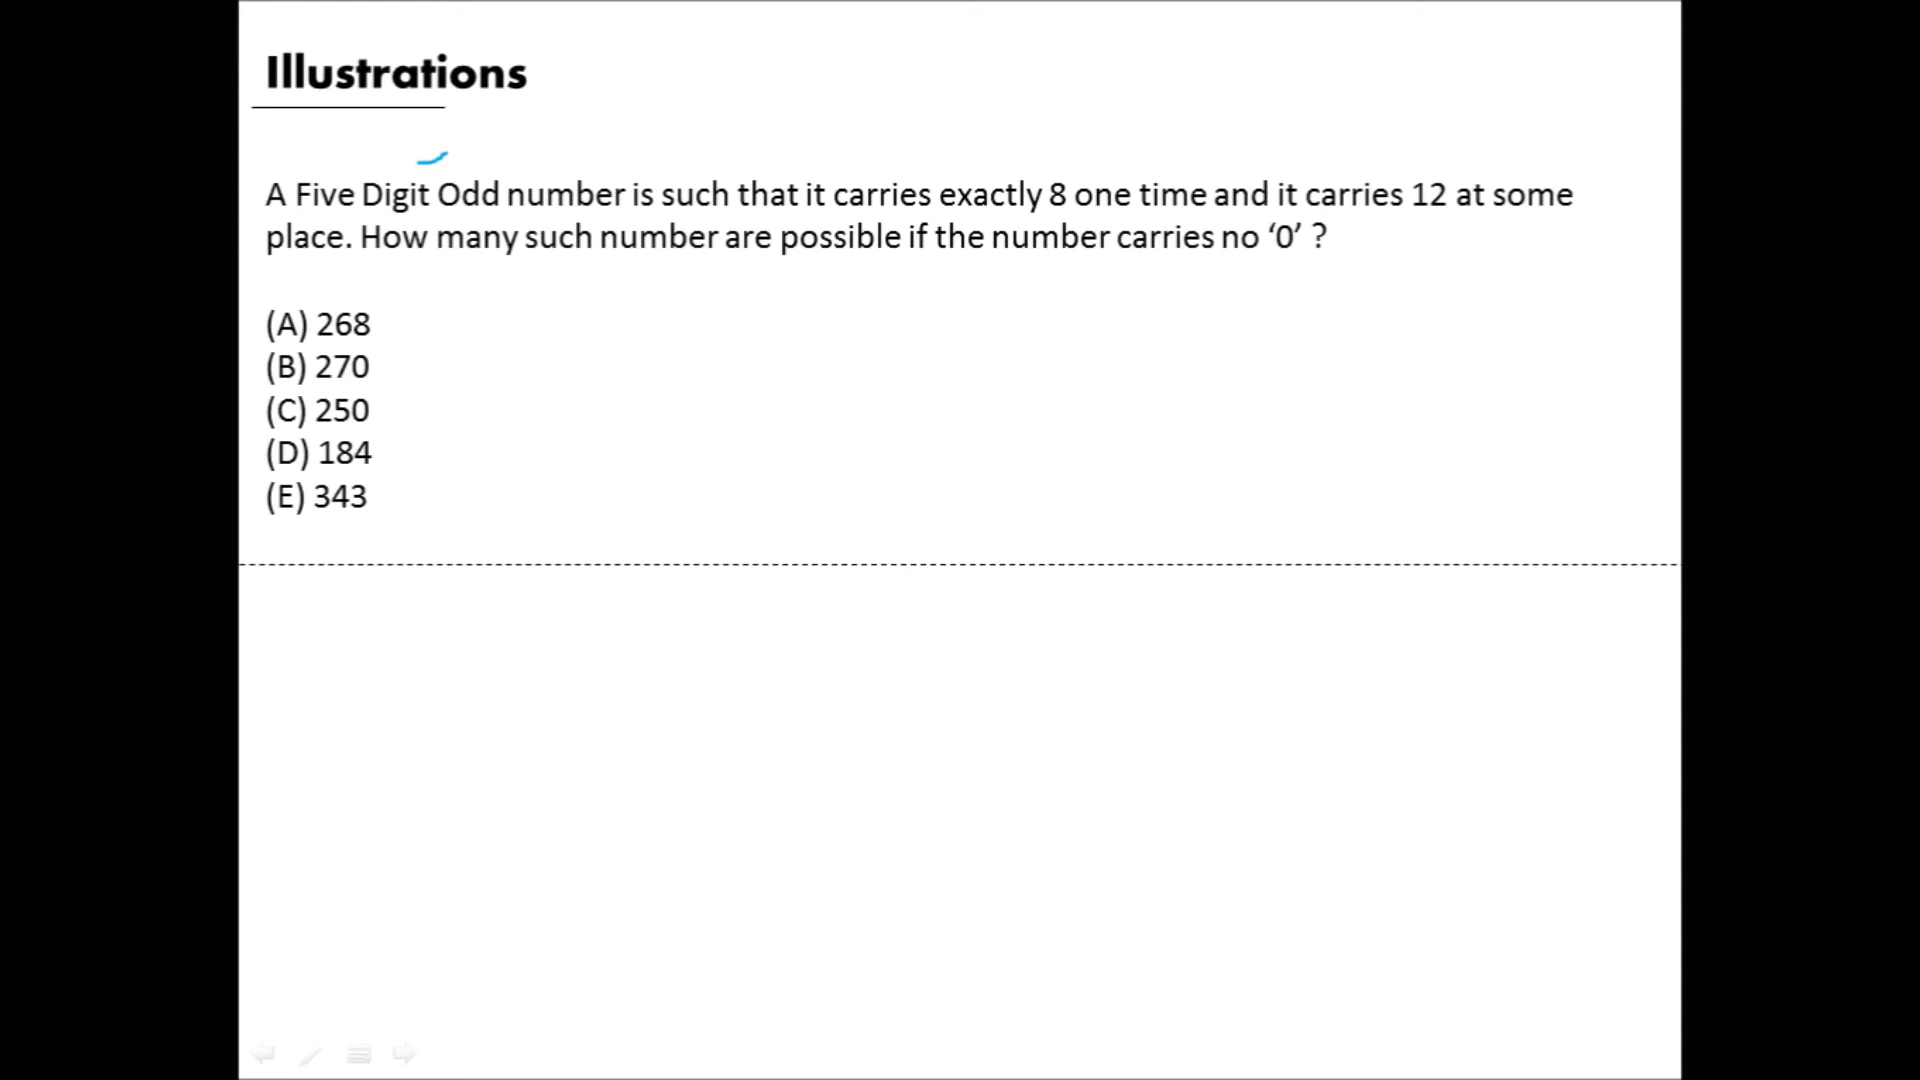 Illustrations
A Five Digit Odd number is such that it carries exactly 8 one time and it carries 12 at some
place. How many such number are possible if the number carries no ‘0’ ?
(A) 268
(B) 270
(C) 250
(D) 184
(E) 343